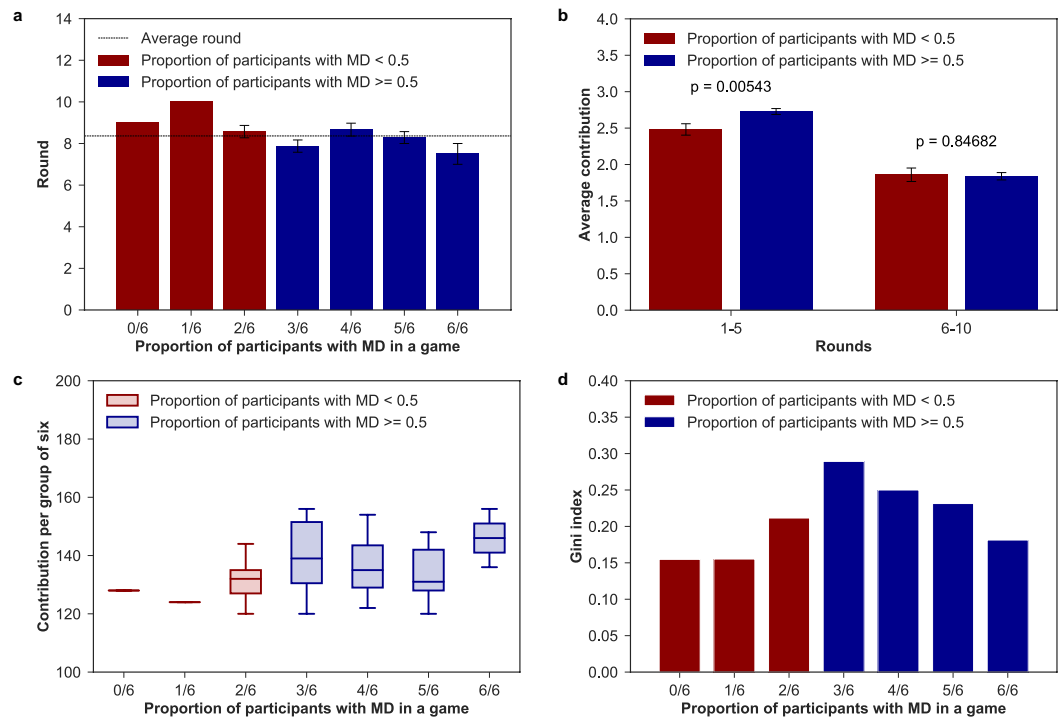 a
14
12
10
8
6
4
2
0
Round
Average round
Proportion of participants with MD < 0.5
Proportion of participants with MD >= 0.5
0/6 1/6 2/6 3/6 4/6 5/6 6/6
Proportion of participants with MD in a game
b
4.0
3.5
3.0
2.5
2.0
1.5
1.0
0.5
0.0
Average contribution
Proportion of participants with MD < 0.5
Proportion of participants with MD >= 0.5
p = 0.00543
p = 0.84682
1-5 6-10
Rounds
c
200
180
160
140
120
100
Contribution per group of six
Proportion of participants with MD < 0.5
Proportion of participants with MD >= 0.5
0/6 1/6 2/6 3/6 4/6 5/6 6/6
Proportion of participants with MD in a game
d
0.40
0.35
0.30
0.25
0.20
0.15
0.10
0.05
0.00
Gini index
Proportion of participants with MD < 0.5
Proportion of participants with MD >= 0.5
0/6 1/6 2/6 3/6 4/6 5/6 6/6
Proportion of participants with MD in a game